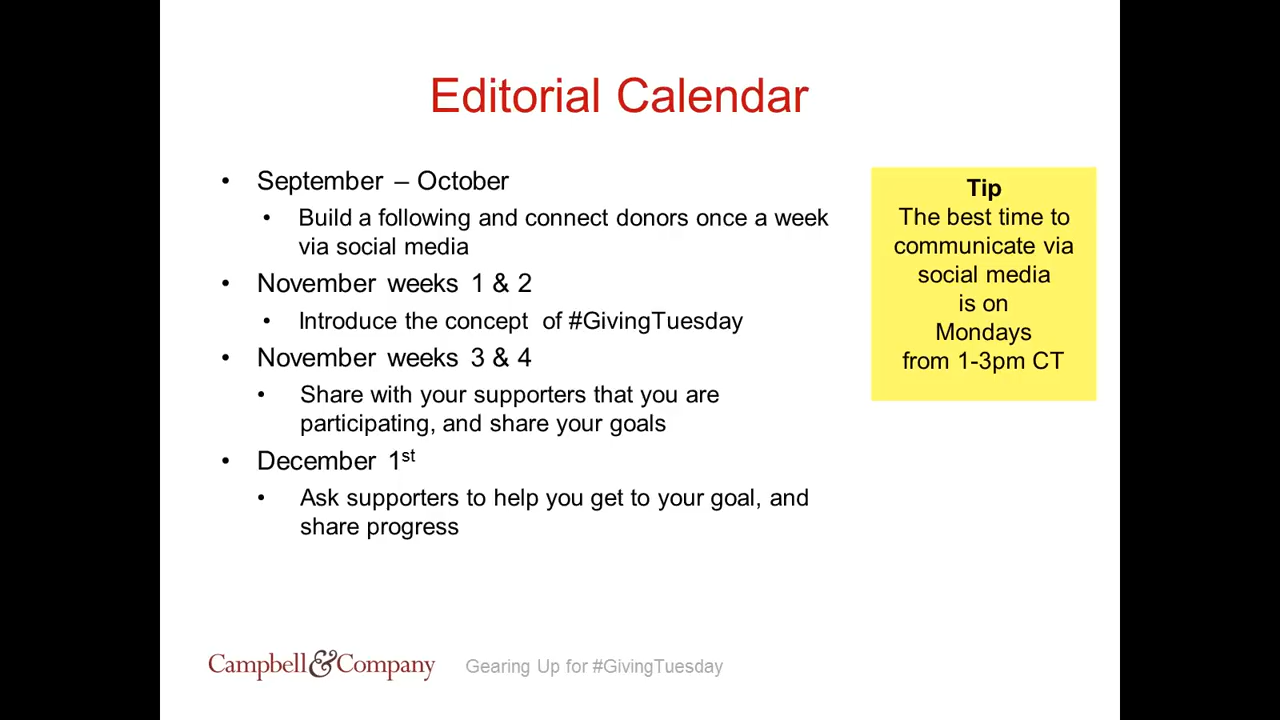 Editorial Calendar
• September – October
• Build a following and connect donors once a week
via social media
• November weeks 1 & 2
• Introduce the concept of #GivingTuesday
• November weeks 3 & 4
• Share with your supporters that you are
participating, and share your goals
• December 1st
• Ask supporters to help you get to your goal, and
share progress
Tip
The best time to
communicate via
social media
is on
Mondays
from 1-3pm CT
Campbell&Company
Gearing Up for #GivingTuesday